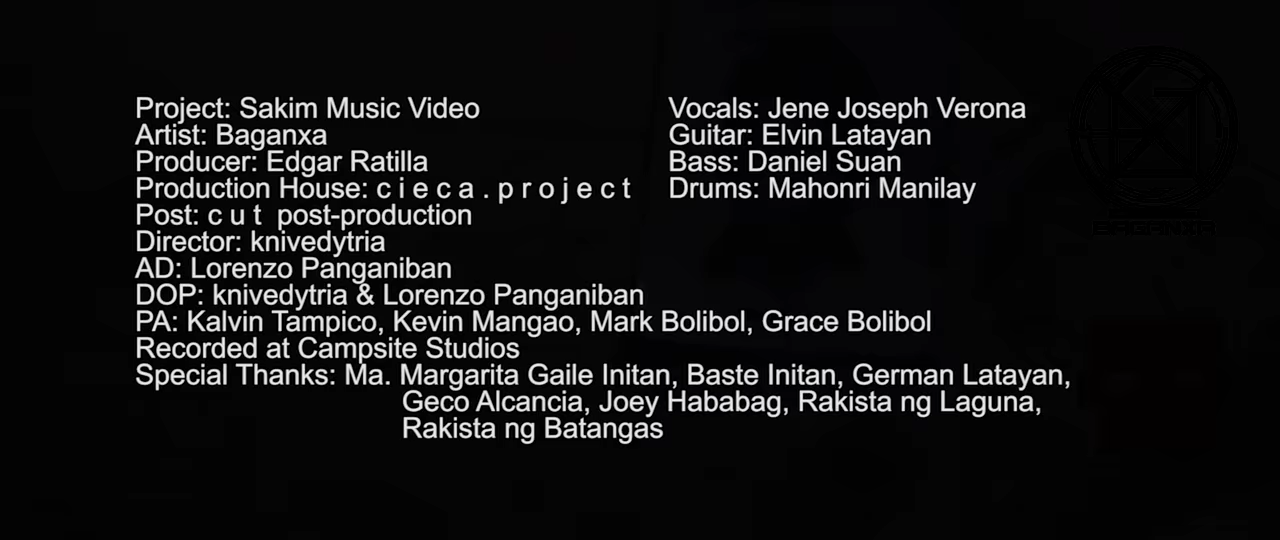 Project: Sakim Music Video
Artist: Baganxa
Producer: Edgar Ratilla
Production House: c i e c a . p r o j e c t
Post: c u t post-production
Director: knivedytria
AD: Lorenzo Panganiban
DOP: knivedytria & Lorenzo Panganiban
PA: Kalvin Tampico, Kevin Mangao, Mark Bolibol, Grace Bolibol
Recorded at Campsite Studios
Special Thanks: Ma. Margarita Gaile Initan, Baste Initan, German Latayan,
Geco Alcancia, Joey Hababag, Rakista ng Laguna,
Rakista ng Batangas
Vocals: Jene Joseph Verona
Guitar: Elvin Latayan
Bass: Daniel Suan
Drums: Mahonri Manilay